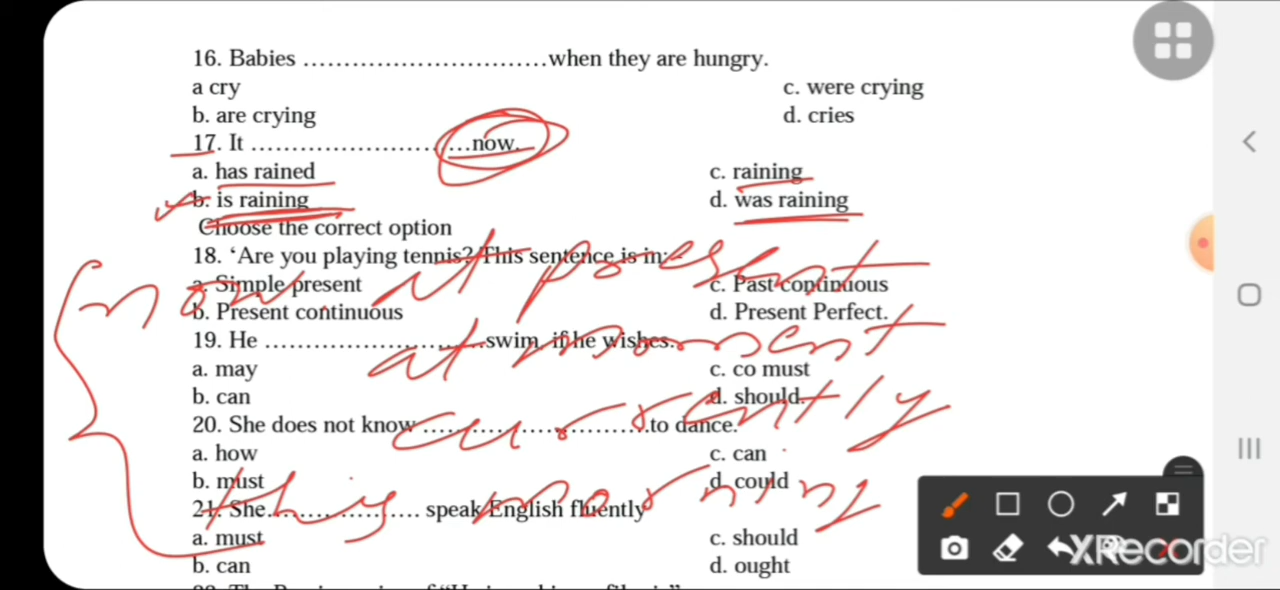 16. Babies ..............................when they are hungry.
a cry
c. were crying
b. are crying
d. cries
17. It ..........................now.
a. has rained
c. raining
b. is raining
d. was raining
Choose the correct option
18. ‘Are you playing tennis? This sentence is in:-
a. Simple present
c. Past continuous
b. Present continuous
d. Present Perfect.
19. He ...........................swim, if he wishes.
a. may
c. co must
b. can
d. should.
20. She does not know............................to dance.
a. how
c. can
b. must
d. could
21. She................... speak English fluently
a. must
c. should
b. can
d. ought
now at present
at moment
currently
this morning
XRecorder